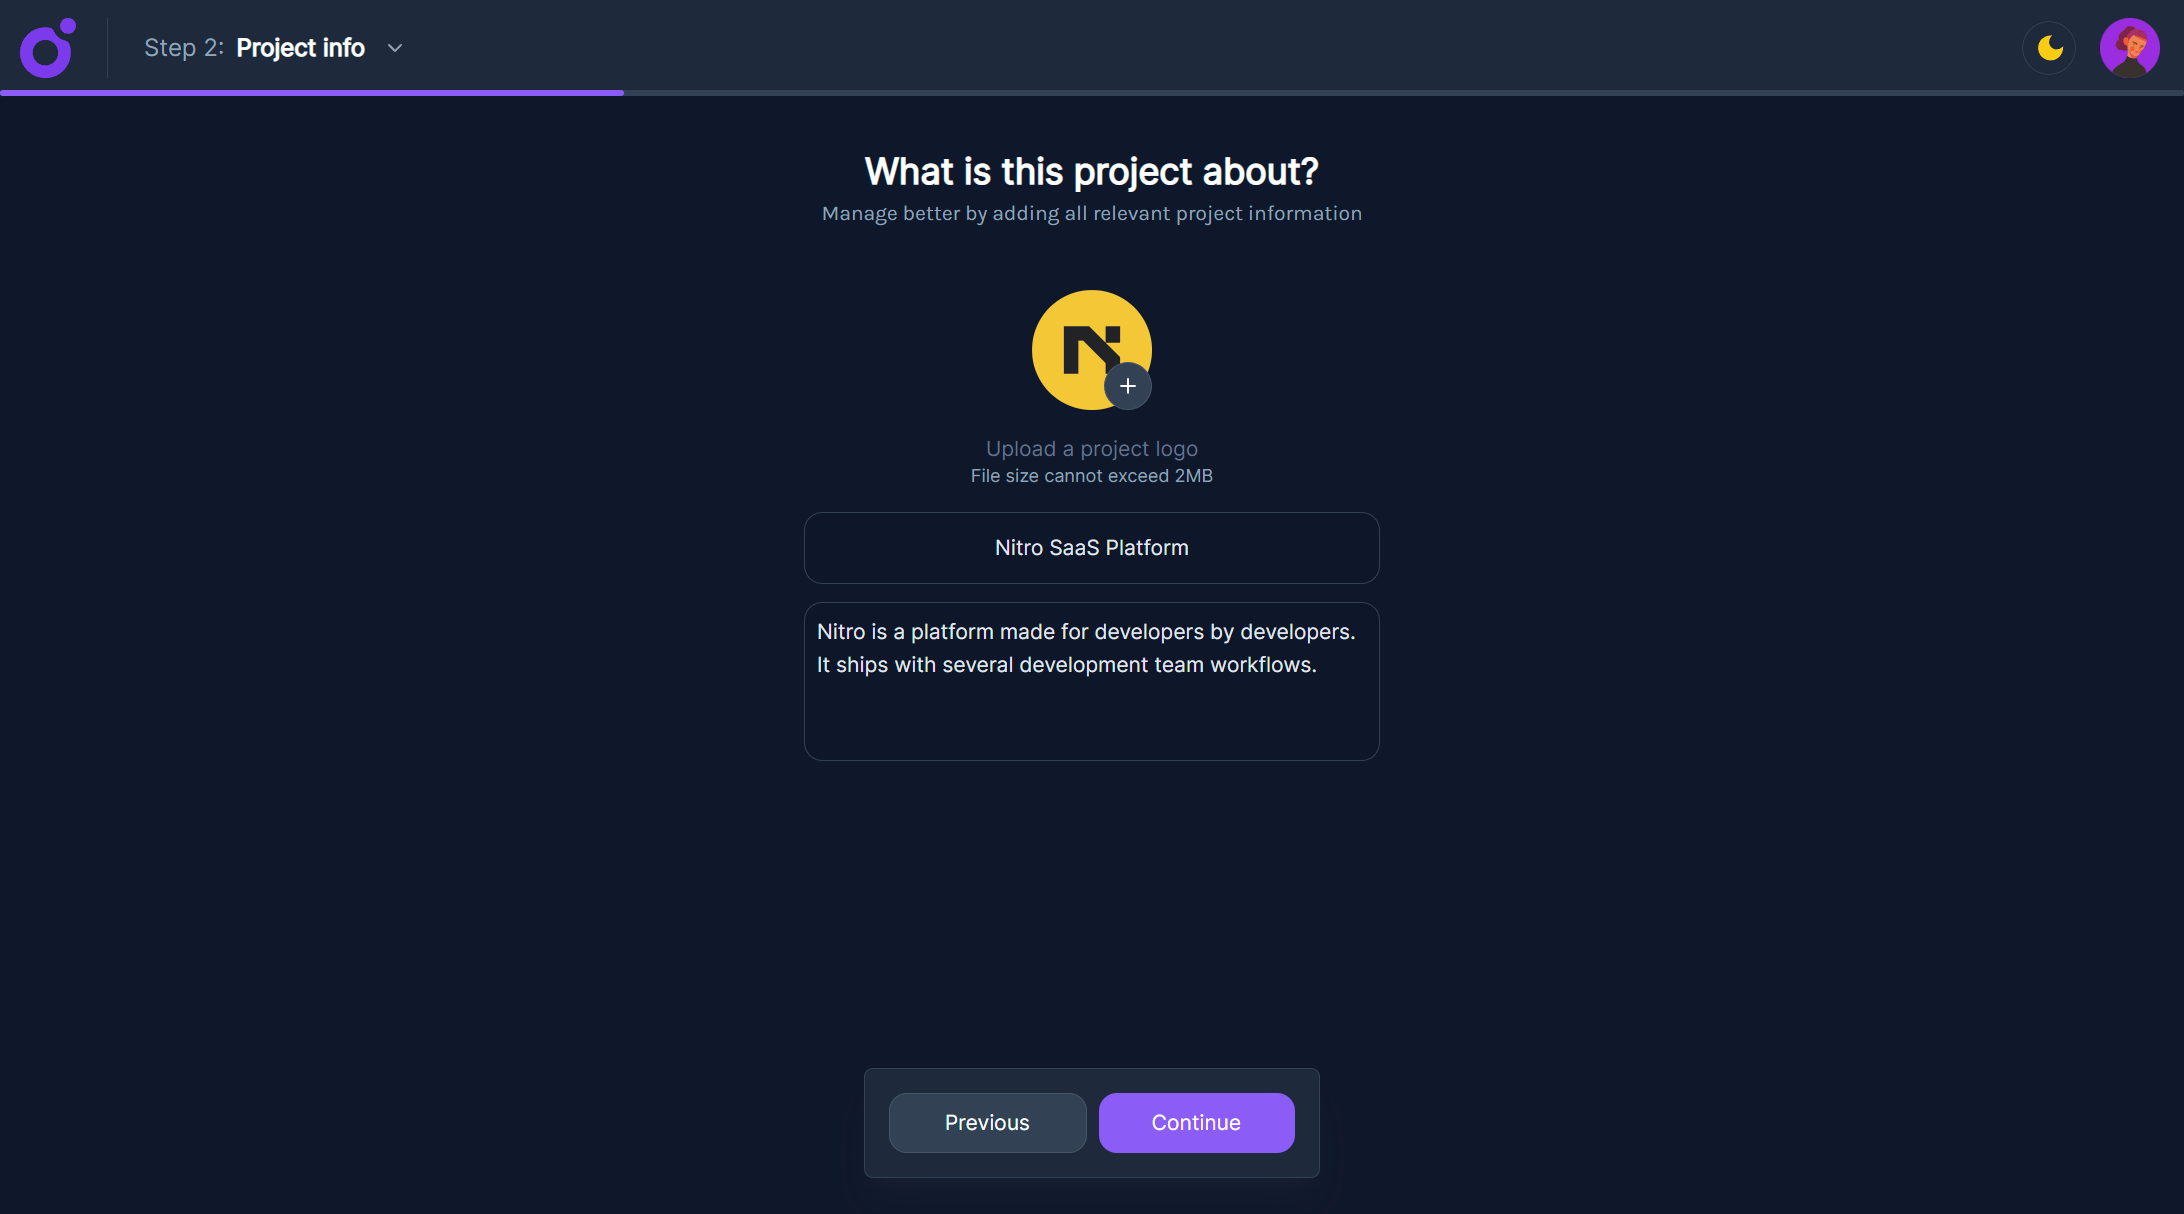 Step 2: Project info
What is this project about?
Manage better by adding all relevant project information
Upload a project logo
File size cannot exceed 2MB
Nitro SaaS Platform
Nitro is a platform made for developers by developers.
It ships with several development team workflows.
Previous
Continue